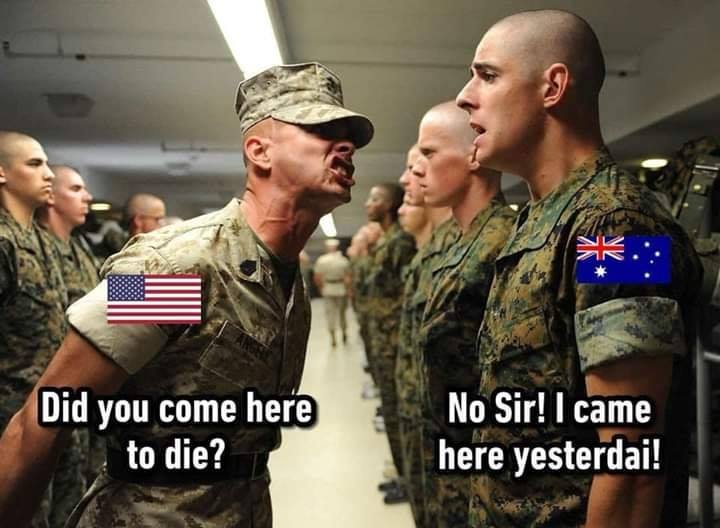 Did you come here
to die?
No Sir! I came
here yesterdai!